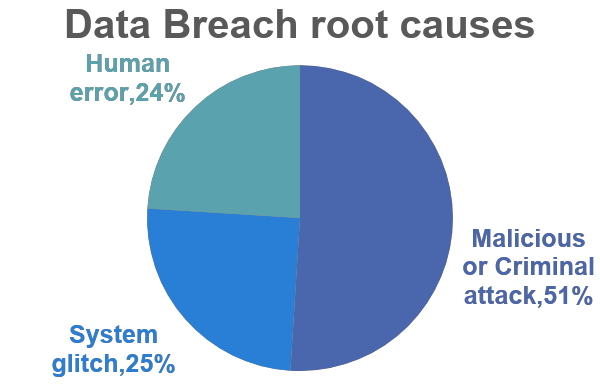 Data Breach root causes
Human
error,24%
Malicious
or Criminal
attack,51%
System
glitch,25%